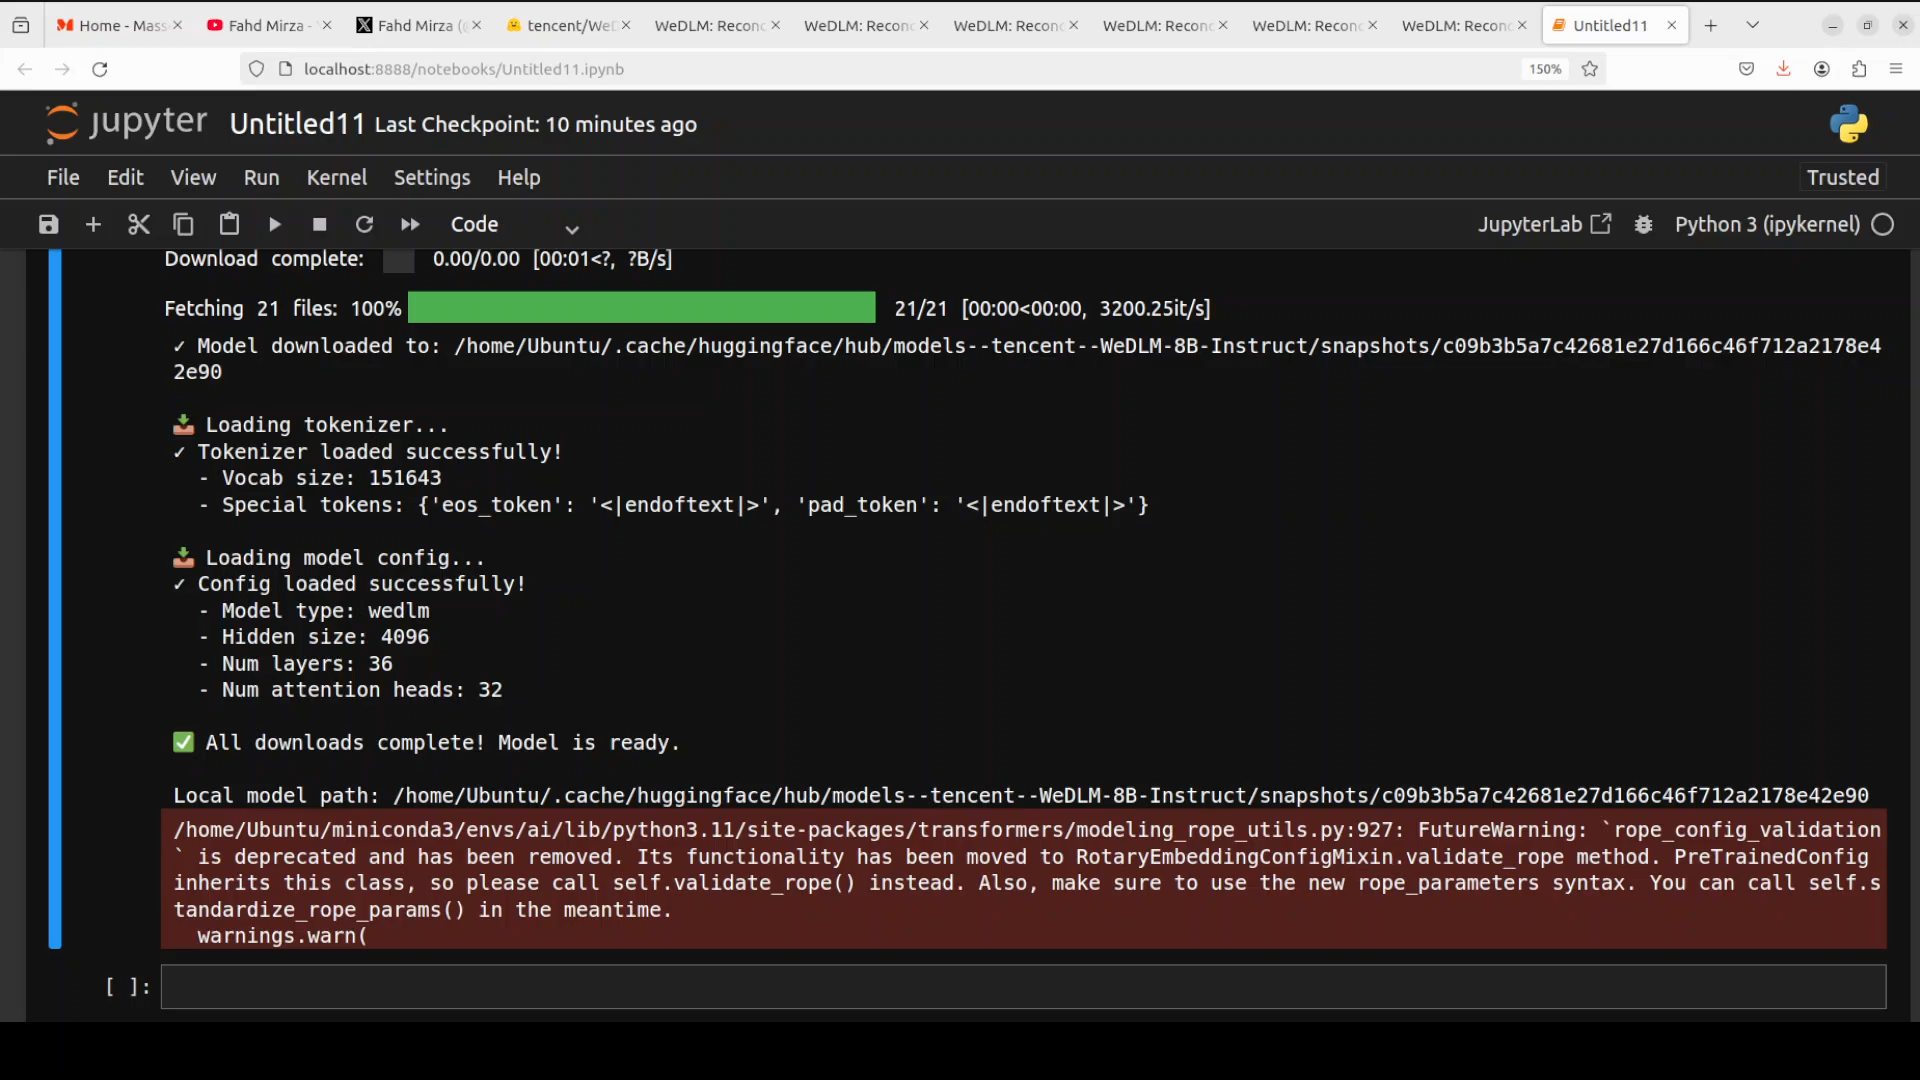 Home - Mass
Fahd Mirza -
Fahd Mirza (@
tencent/WeD
WeDLM: Recond
WeDLM: Recond
WeDLM: Recond
WeDLM: Recond
WeDLM: Recond
WeDLM: Recond
Untitled11
localhost:8888/notebooks/Untitled11.ipynb
150%
jupyter Untitled11 Last Checkpoint: 10 minutes ago
File Edit View Run Kernel Settings Help Trusted
Code JupyterLab Python 3 (ipykernel)
Download complete: 0.00/0.00 [00:01<?, ?B/s]
Fetching 21 files: 100% 21/21 [00:00<00:00, 3200.25it/s]
✓ Model downloaded to: /home/Ubuntu/.cache/huggingface/hub/models--tencent--WeDLM-8B-Instruct/snapshots/c09b3b5a7c42681e27d166c46f712a2178e4
2e90
📥 Loading tokenizer...
✓ Tokenizer loaded successfully!
- Vocab size: 151643
- Special tokens: {'eos_token': '<|endoftext|>', 'pad_token': '<|endoftext|>'}
📥 Loading model config...
✓ Config loaded successfully!
- Model type: wedlm
- Hidden size: 4096
- Num layers: 36
- Num attention heads: 32
✅ All downloads complete! Model is ready.
Local model path: /home/Ubuntu/.cache/huggingface/hub/models--tencent--WeDLM-8B-Instruct/snapshots/c09b3b5a7c42681e27d166c46f712a2178e42e90
/home/Ubuntu/miniconda3/envs/ai/lib/python3.11/site-packages/transformers/modeling_rope_utils.py:927: FutureWarning: `rope_config_validation
` is deprecated and has been removed. Its functionality has been moved to RotaryEmbeddingConfigMixin.validate_rope method. PreTrainedConfig
inherits this class, so please call self.validate_rope() instead. Also, make sure to use the new rope_parameters syntax. You can call self.s
tandardize_rope_params() in the meantime.
warnings.warn(
[ ]: